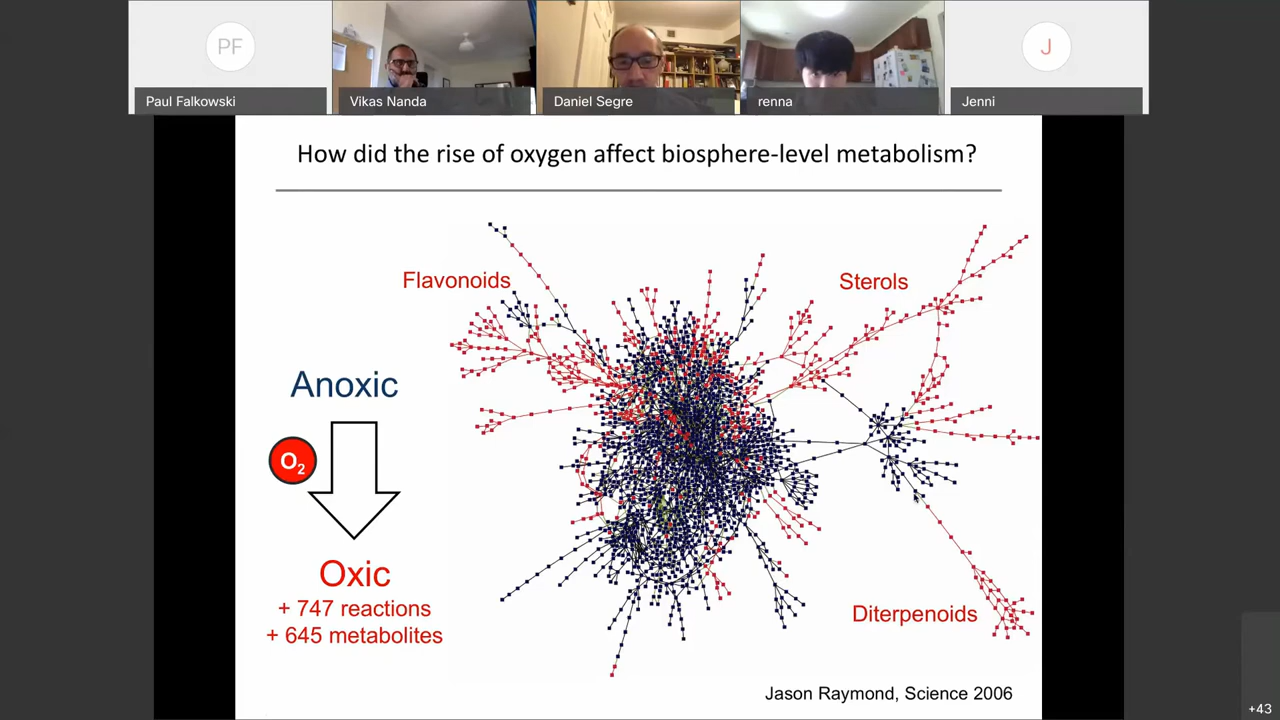 PF
J
Paul Falkowski
Vikas Nanda
Daniel Segre
renna
Jenni
How did the rise of oxygen affect biosphere-level metabolism?
Flavonoids
Sterols
Anoxic
O2
Oxic
+ 747 reactions
+ 645 metabolites
Diterpenoids
Jason Raymond, Science 2006
+43